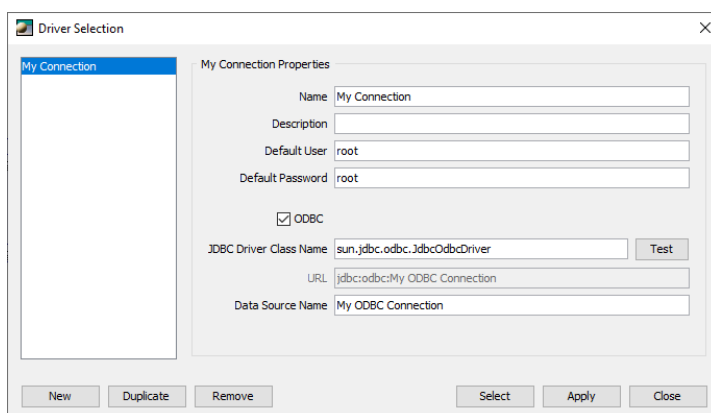 Driver Selection
My Connection
My Connection Properties
Name My Connection
Description
Default User root
Default Password root
ODBC
JDBC Driver Class Name sun.jdbc.odbc.JdbcOdbcDriver Test
URL jdbc:odbc:My ODBC Connection
Data Source Name My ODBC Connection
New Duplicate Remove Select Apply Close